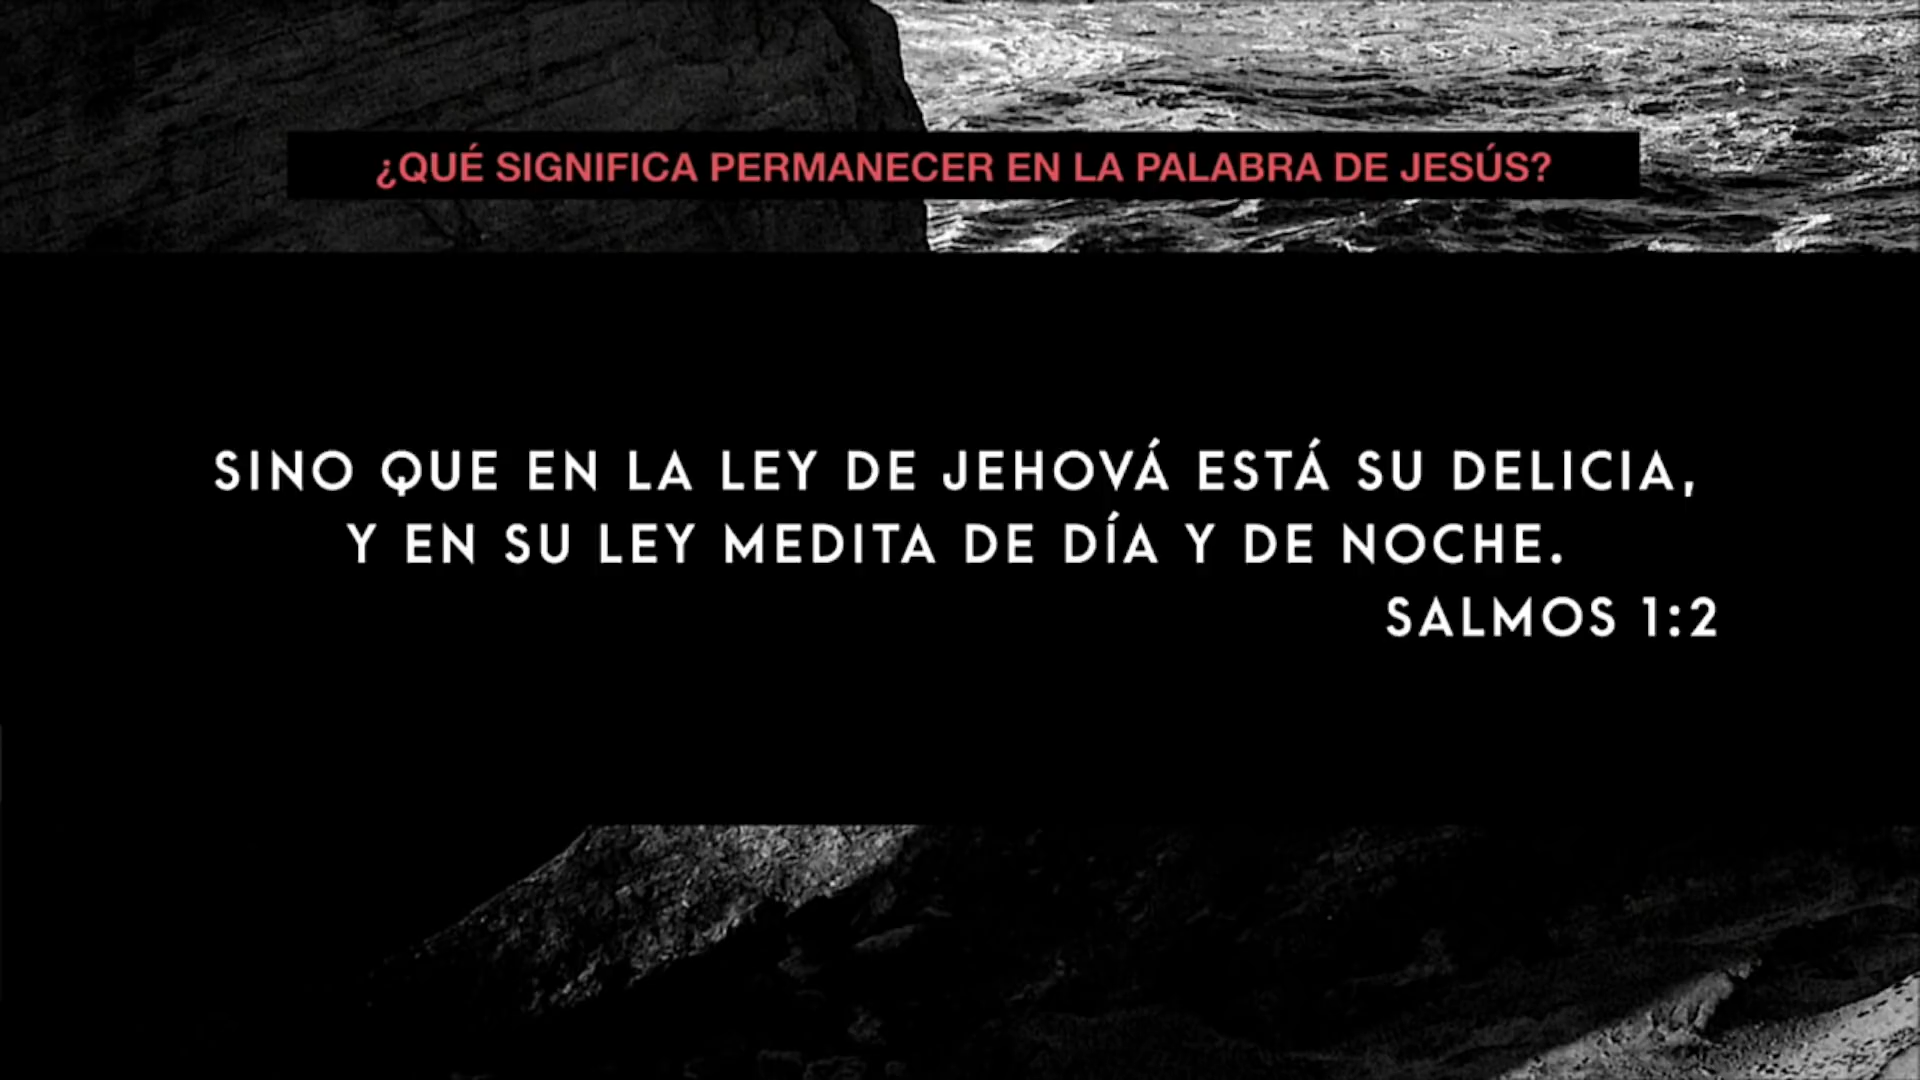 ¿QUÉ SIGNIFICA PERMANECER EN LA PALABRA DE JESÚS?
SINO QUE EN LA LEY DE JEHOVÁ ESTÁ SU DELICIA,
Y EN SU LEY MEDITA DE DÍA Y DE NOCHE.
SALMOS 1:2